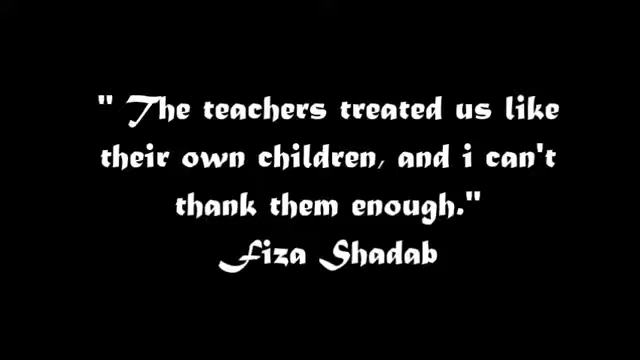 " The teachers treated us like
their own children, and i can't
thank them enough."
Fiza Shadab